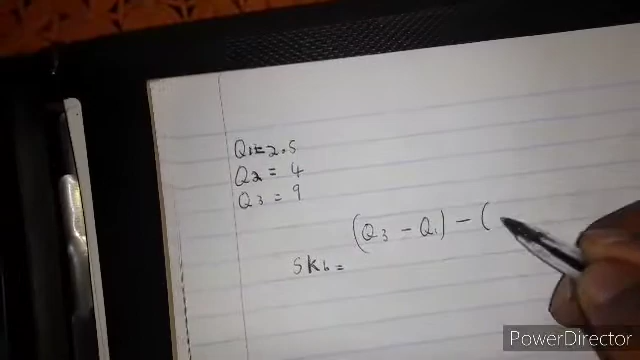 Q1=2.5
Q2 = 4
Q3 = 9
(Q3 - Q1) - (
Skb =
PowerDirector